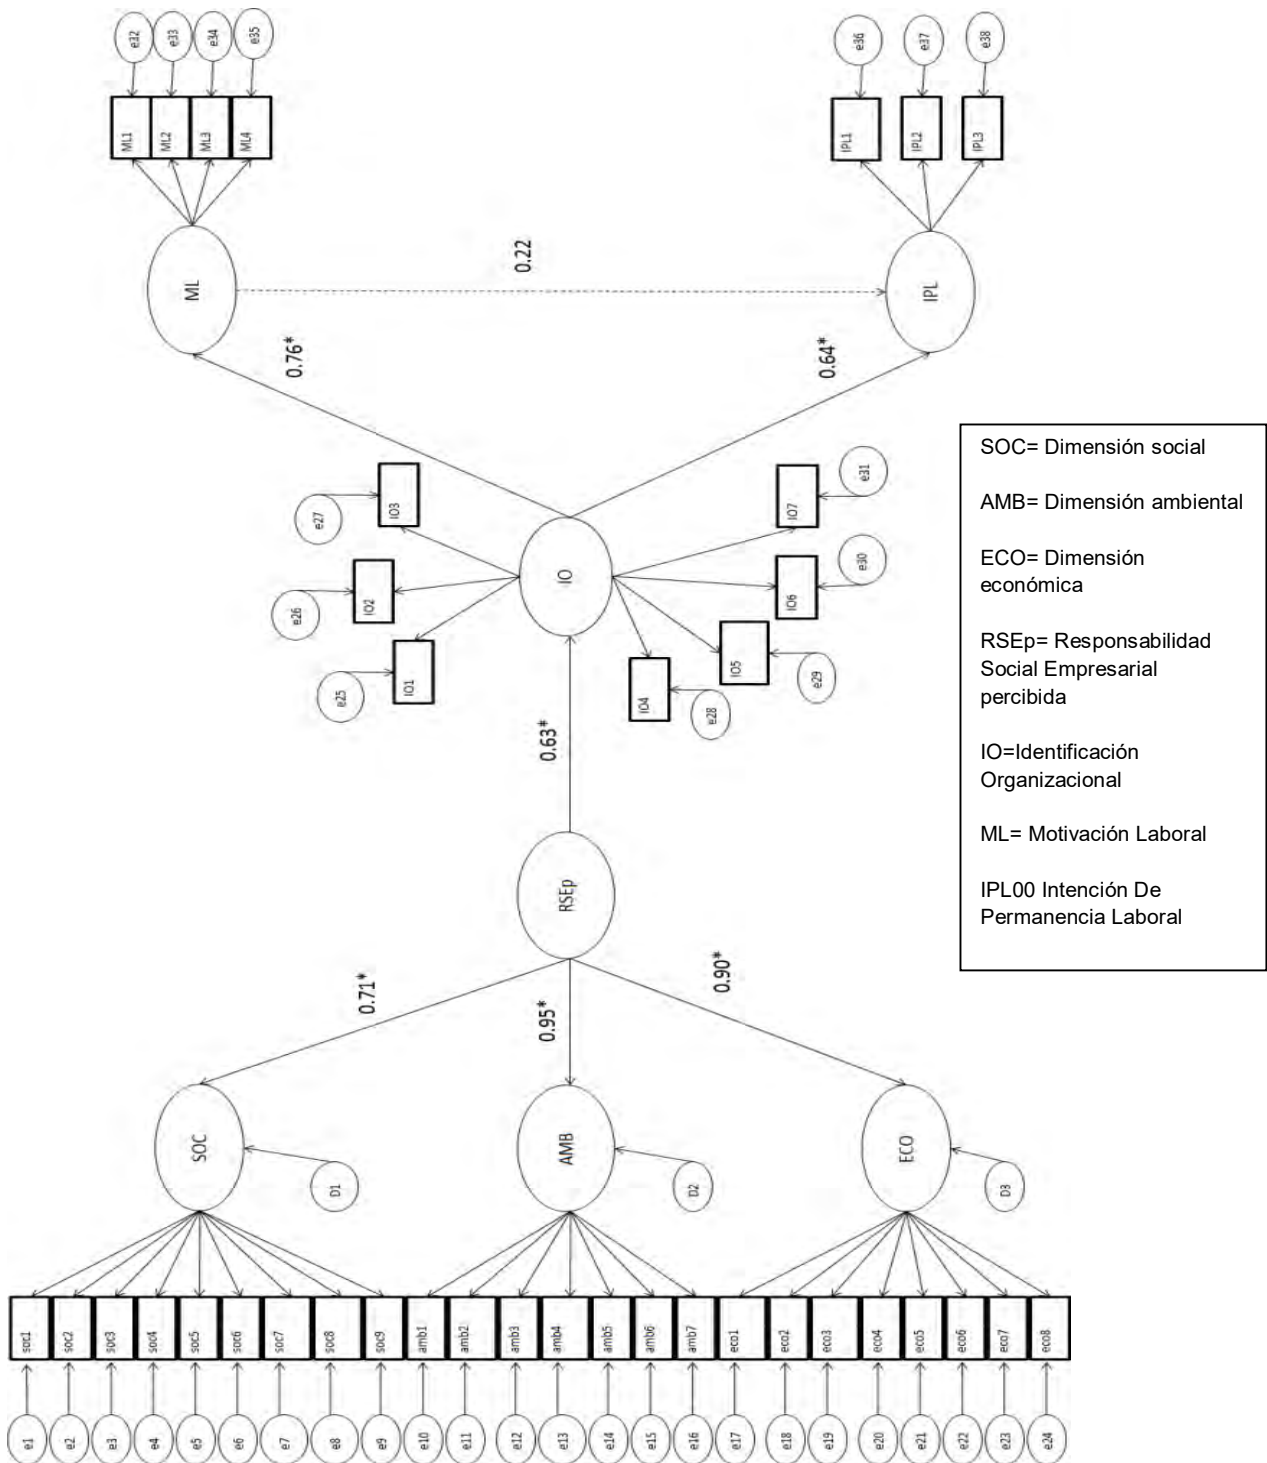 e32
e33
e34
e35
ML1
ML2
ML3
ML4
ML
e36
e37
e38
IPL1
IPL2
IPL3
IPL
0.22
0.76*
0.64*
e27
IO3
e26
IO2
e25
IO1
IO
IO7
e31
IO6
e30
IO5
e29
IO4
e28
0.63*
RSEp
0.71*
0.95*
0.90*
SOC
D1
AMB
D2
ECO
D3
soc1
soc2
soc3
soc4
soc5
soc6
soc7
soc8
soc9
amb1
amb2
amb3
amb4
amb5
amb6
amb7
eco1
eco2
eco3
eco4
eco5
eco6
eco7
eco8
e1
e2
e3
e4
e5
e6
e7
e8
e9
e10
e11
e12
e13
e14
e15
e16
e17
e18
e19
e20
e21
e22
e23
e24
SOC= Dimensión social
AMB= Dimensión ambiental
ECO= Dimensión
económica
RSEp= Responsabilidad
Social Empresarial
percibida
IO=Identificación
Organizacional
ML= Motivación Laboral
IPL00 Intención De
Permanencia Laboral